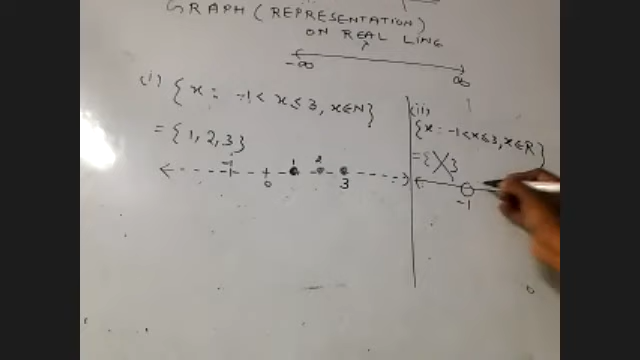 GRAPH (REPRESENTATION)
ON REAL LINE
-∞ ∞
(i) {x: -1 < x ≤ 3, x∈N}
= {1, 2, 3}
-1 0 1 2 3
(ii)
{x: -1 < x ≤ 3, x∈R}
= {X}
-1